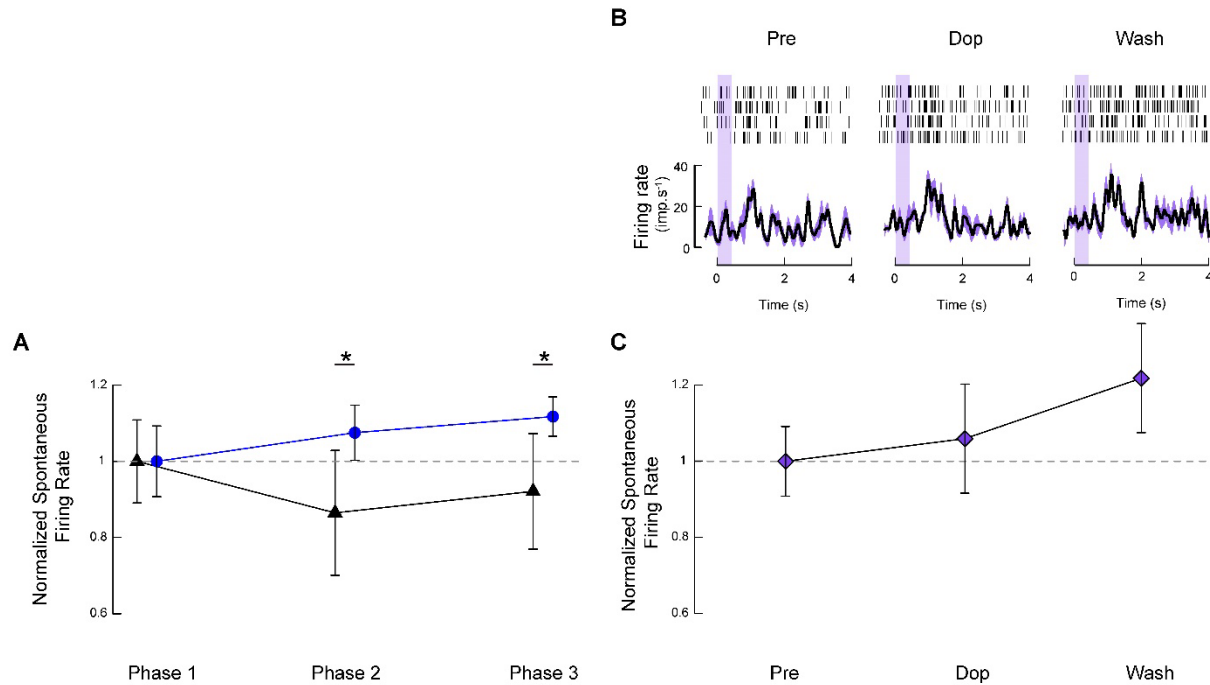 B
Pre Dop Wash
Firing rate
(imp.s-1)
40
20
0
0 2 4 0 2 4 0 2 4
Time (s) Time (s) Time (s)
A
Normalized Spontaneous
Firing Rate
1.2
1
0.8
0.6
* *
Phase 1 Phase 2 Phase 3
C
Normalized Spontaneous
Firing Rate
1.2
1
0.8
0.6
Pre Dop Wash